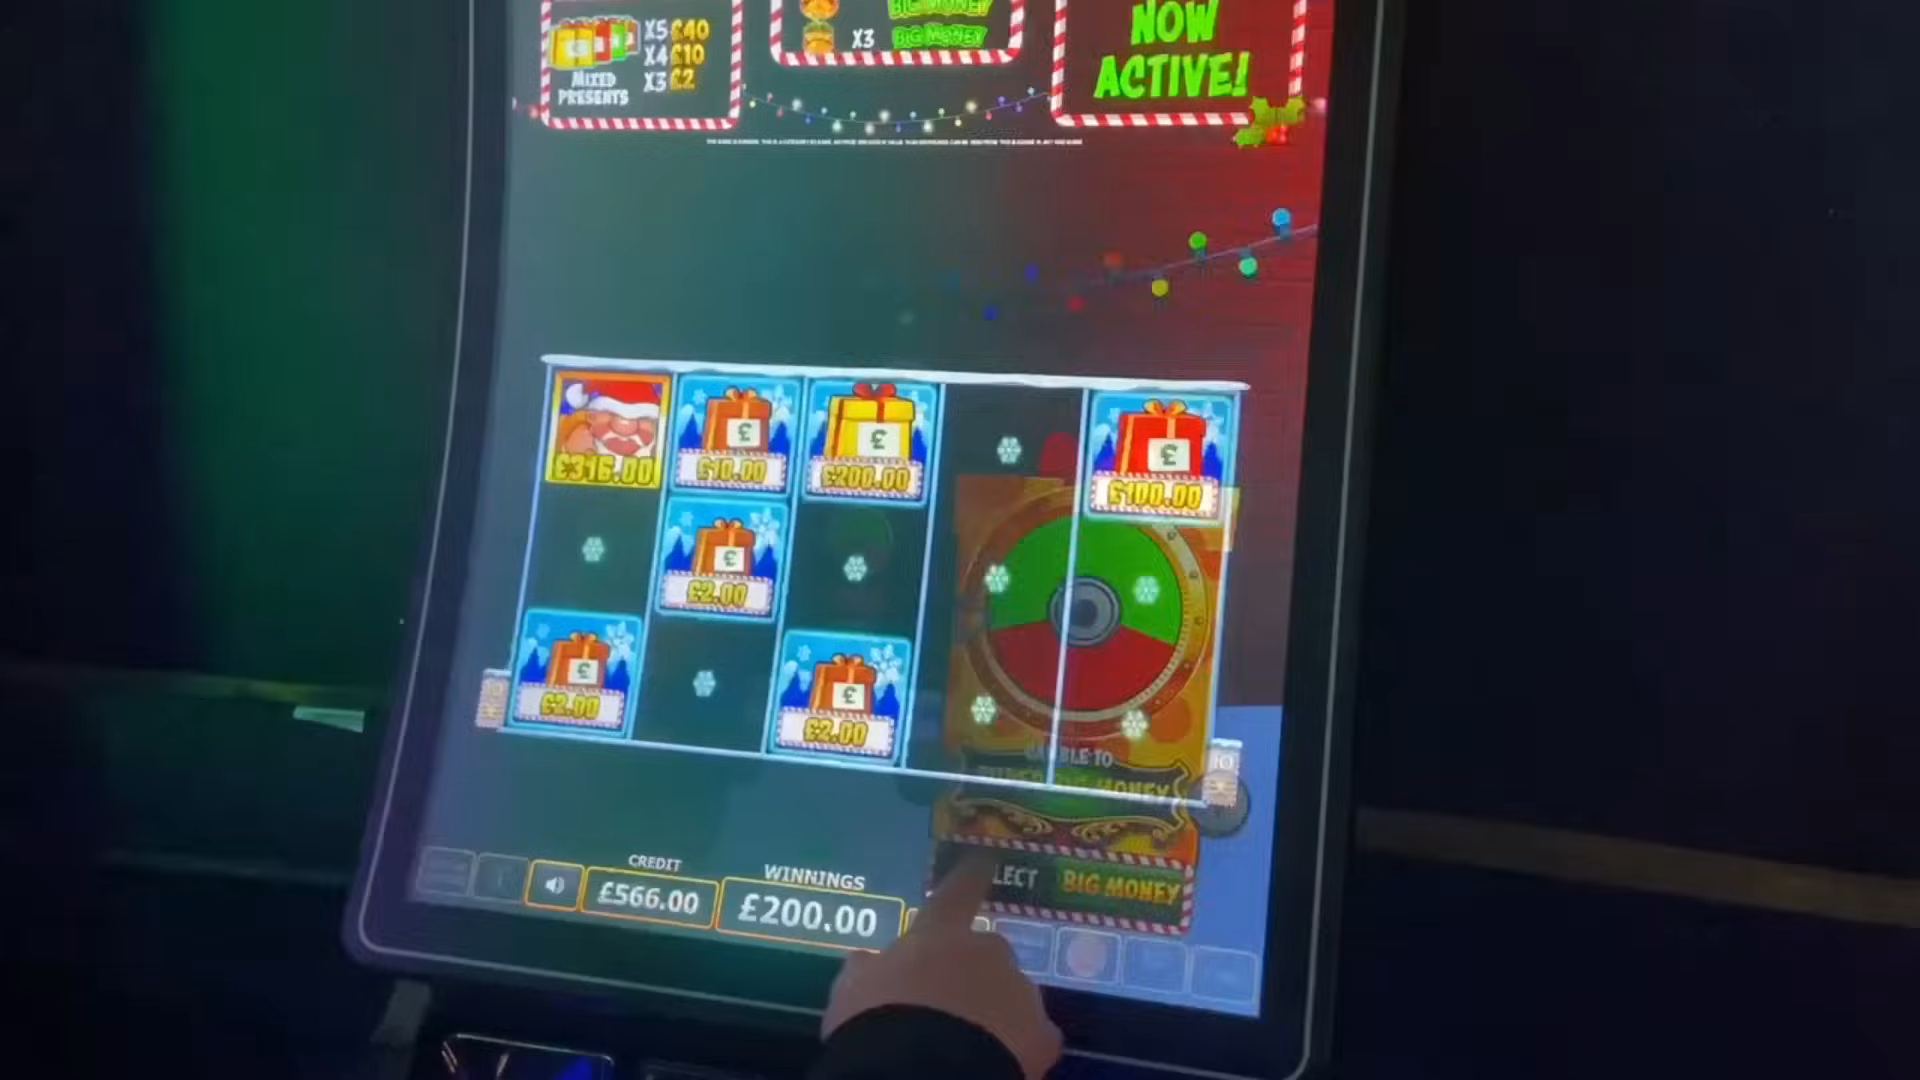 BIG MONEY
X3 BIG MONEY
X5 £40
X4 £10
X3 £2
MIXED
PRESENTS
NOW
ACTIVE!
£316.00
£10.00
£200.00
£100.00
£2.00
£2.00
£2.00
BIG MONEY
CREDIT
£566.00
WINNINGS
£200.00